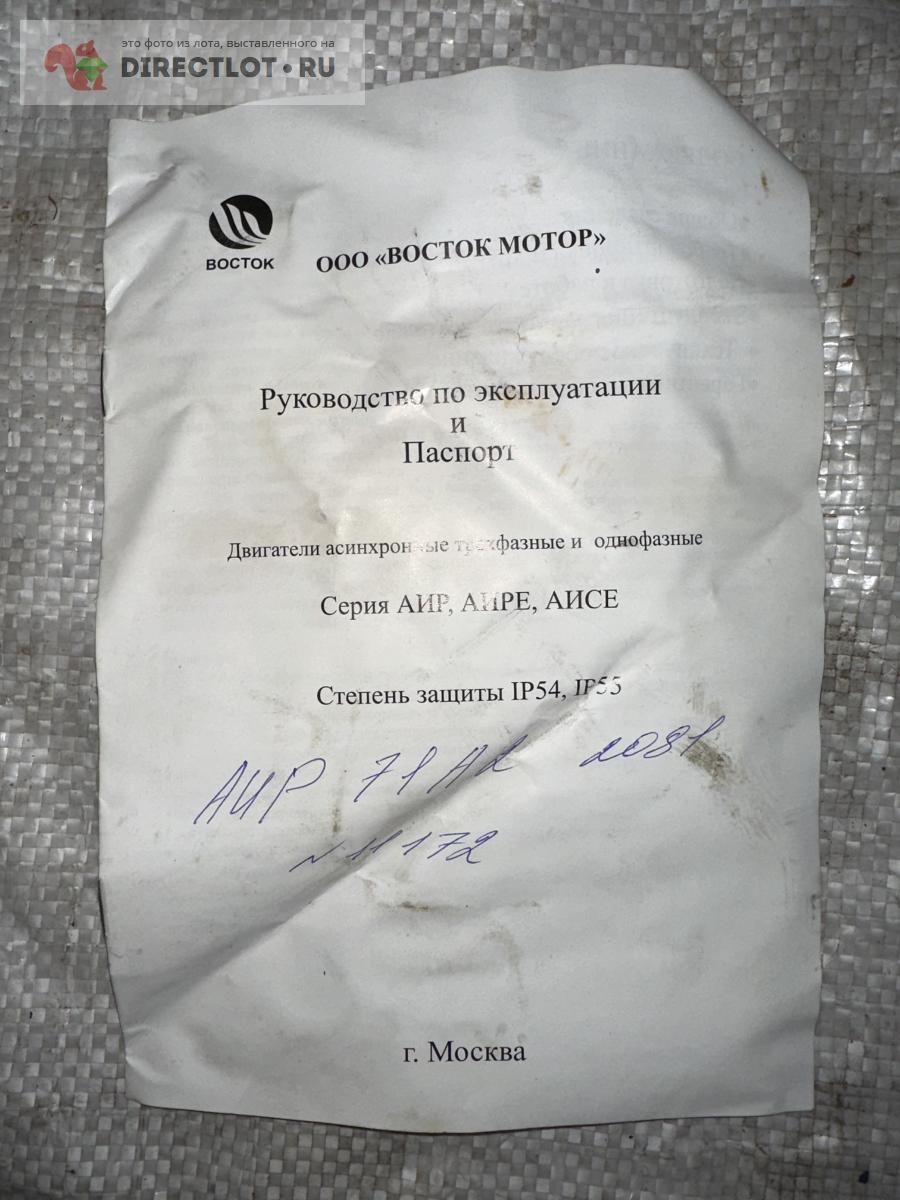 это фото из лота, выставленного на
DIRECTLOT.RU
ВОСТОК
ООО «ВОСТОК МОТОР»
Руководство по эксплуатации
и
Паспорт
Двигатели асинхронные трехфазные и однофазные
Серия АИР, АИРЕ, АИСЕ
Степень защиты IP54, IP55
АИР 71А2 2081
N 11172
г. Москва